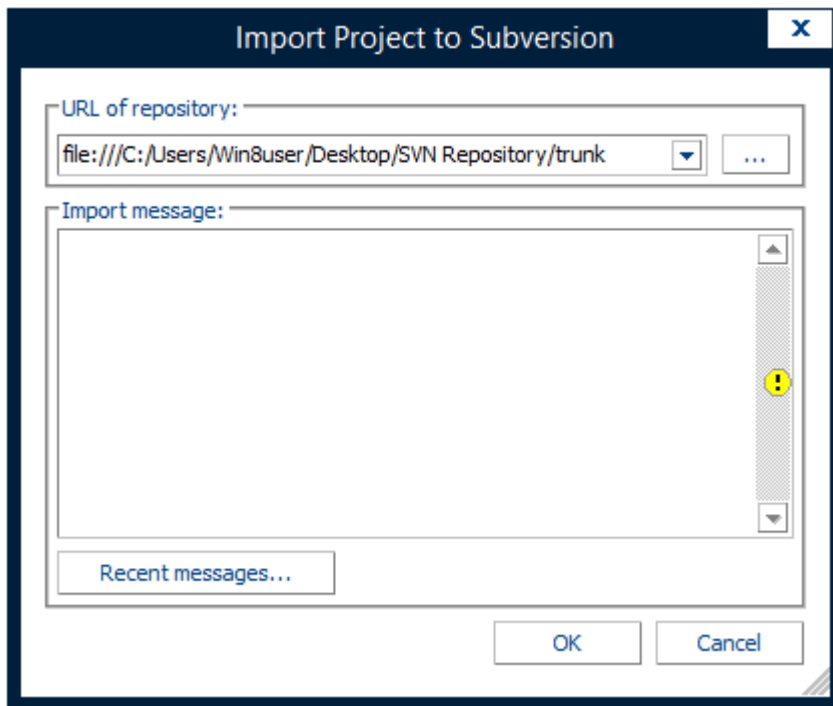 Import Project to Subversion
x
URL of repository:
file:///C:/Users/Win8user/Desktop/SVN Repository/trunk
...
Import message:
!
Recent messages...
OK Cancel